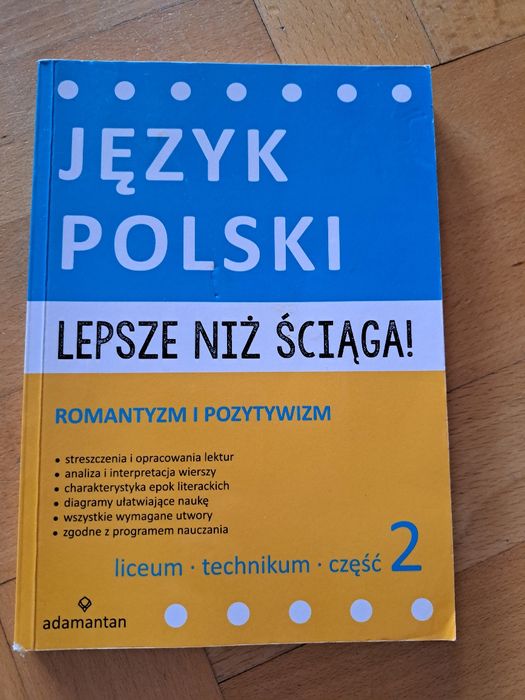 JĘZYK
POLSKI
LEPSZE NIŻ ŚCIĄGA!
ROMANTYZM I POZYTYWIZM
• streszczenia i opracowania lektur
• analiza i interpretacja wierszy
• charakterystyka epok literackich
• diagramy ułatwiające naukę
• wszystkie wymagane utwory
• zgodne z programem nauczania
liceum · technikum · część 2
adamantan